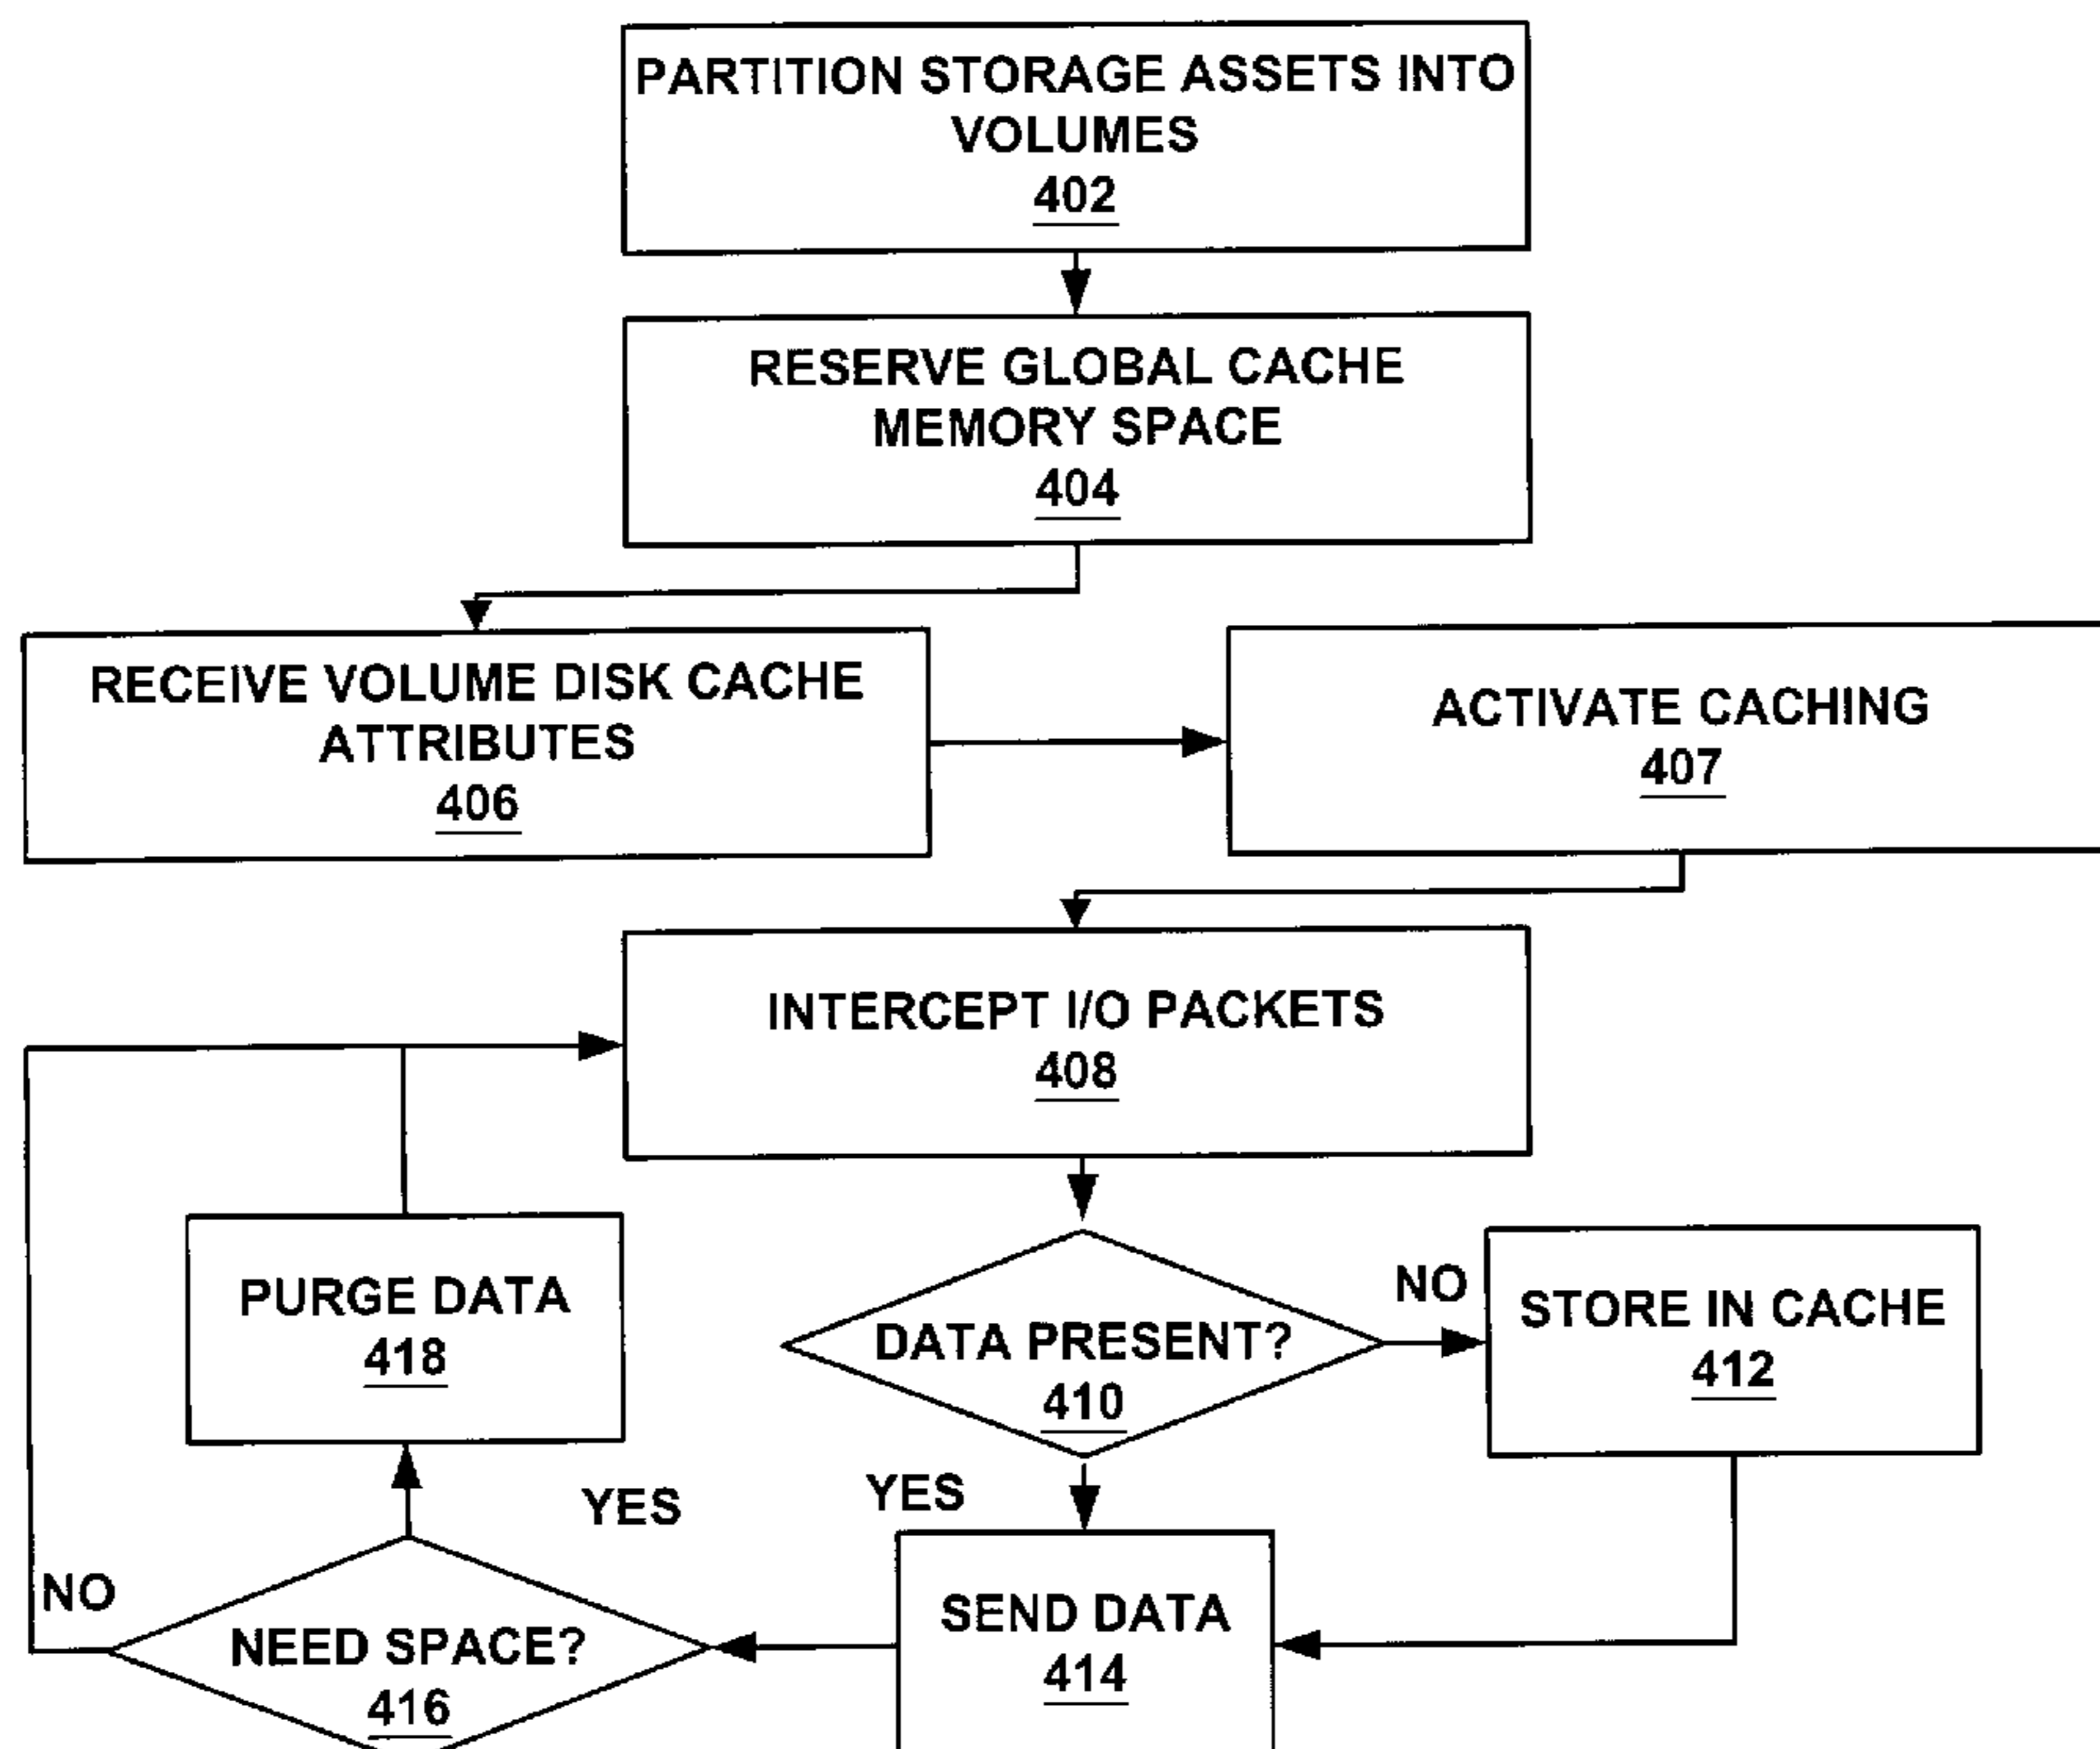 PARTITION STORAGE ASSETS INTO
VOLUMES
402
RESERVE GLOBAL CACHE
MEMORY SPACE
404
RECEIVE VOLUME DISK CACHE
ATTRIBUTES
406
ACTIVATE CACHING
407
INTERCEPT I/O PACKETS
408
PURGE DATA
418
DATA PRESENT?
410
NO
STORE IN CACHE
412
YES
YES
NO
NEED SPACE?
416
SEND DATA
414